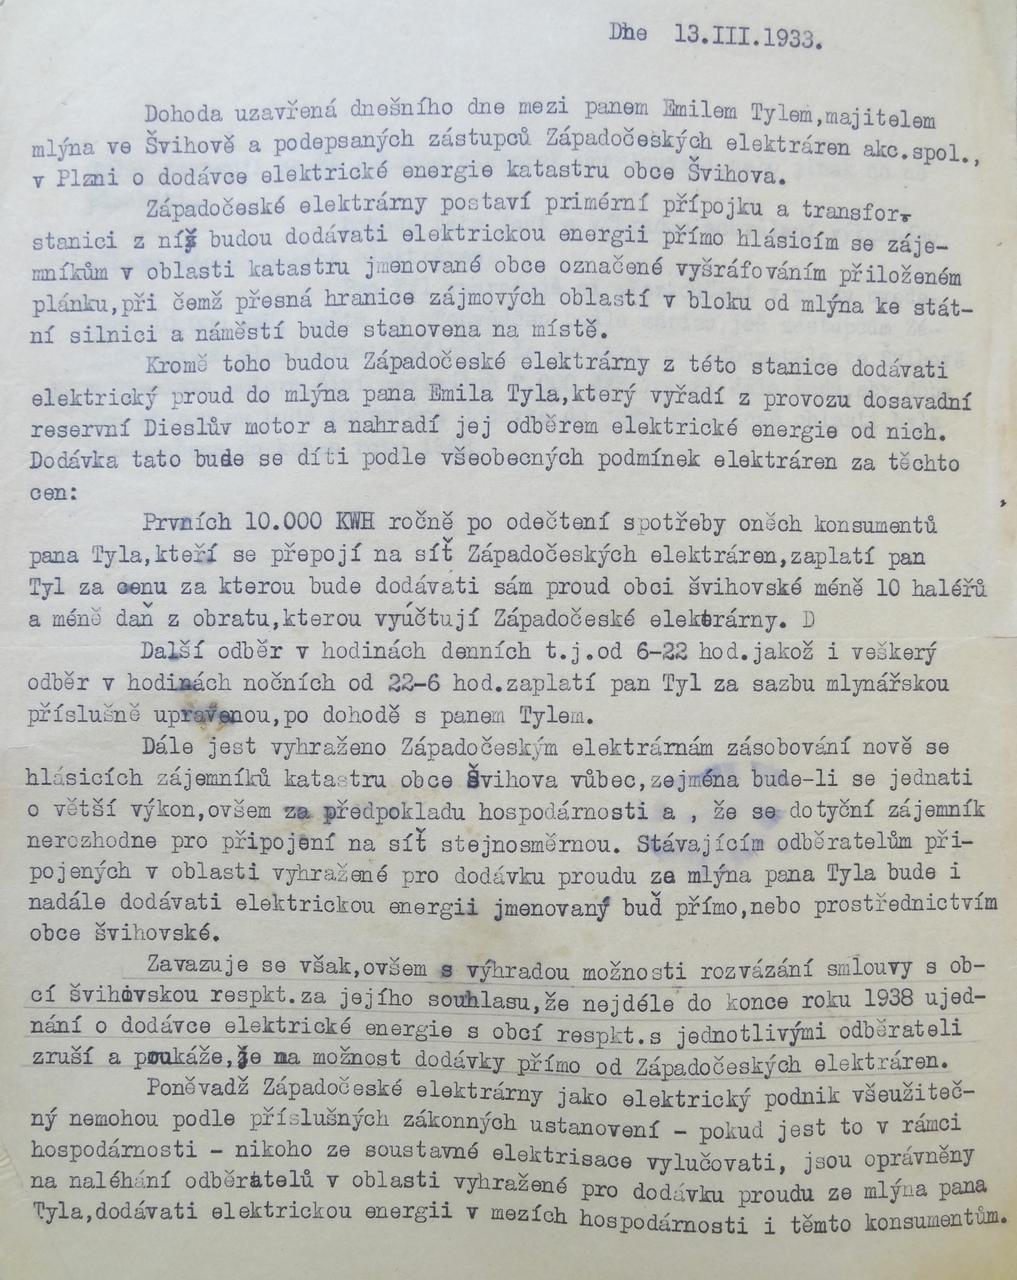 Dne 13.III.1933.
Dohoda uzavřená dnešního dne mezi panem Emilem Tylem,majitelem
mlýna ve Švihově a podepsaných zástupců Západočeských elektráren akc.spol.,
v Plzni o dodávce elektrické energie katastru obce Švihova.
Západočeské elektrárny postaví primérní přípojku a transfor.
stanici z níž budou dodávati elektrickou energii přímo hlásicím se záje-
mníkům v oblasti katastru jmenované obce označené vyšráfováním přiloženém
plánku,při čemž přesná hranice zájmových oblastí v bloku od mlýna ke stát-
ní silnici a náměstí bude stanovena na místě.
Kromě toho budou Západočeské elektrárny z této stanice dodávati
elektrický proud do mlýna pana Emila Tyla,který vyřadí z provozu dosavadní
reservní Dieslův motor a nahradí jej odběrem elektrické energie od nich.
Dodávka tato bude se díti podle všeobecných podmínek elektráren za těchto
cen:
Prvních 10.000 KWH ročně po odečtení spotřeby oněch konsumentů
pana Tyla,kteří se přepojí na síť Západočeských elektráren,zaplatí pan
Tyl za cenu za kterou bude dodávati sám proud obci švihovské méně 10 haléřů
a méně daň z obratu,kterou vyúčtují Západočeské elektrárny. D
Další odběr v hodinách denních t.j.od 6-22 hod.jakož i veškerý
odběr v hodinách nočních od 22-6 hod.zaplatí pan Tyl za sazbu mlynářskou
příslušně upravenou,po dohodě s panem Tylem.
Dále jest vyhraženo Západočeským elektrárnám zásobování nově se
hlásicích zájemníků katastru obce Švihova vůbec,zejména bude-li se jednati
o větší výkon,ovšem za předpokladu hospodárnosti a , že se dotyční zájemník
nerozhodne pro připojení na síť stejnosměrnou. Stávajícím odběratelům při-
pojených v oblasti vyhražené pro dodávku proudu ze mlýna pana Tyla bude i
nadále dodávati elektrickou energii jmenovaný buď přímo,nebo prostřednictvím
obce švihovské.
Zavazuje se však,ovšem s výhradou možnosti rozvázání smlouvy s ob-
cí švihovskou respkt.za jejího souhlasu,že nejdéle do konce roku 1938 ujed-
nání o dodávce elektrické energie s obcí respkt.s jednotlivými odběrateli
zruší a poukáže,že na možnost dodávky přímo od Západočeských elektráren.
Poněvadž Západočeské elektrárny jako elektrický podnik všeužiteč-
ný nemohou podle příslušných zákonných ustanovení - pokud jest to v rámci
hospodárnosti - nikoho ze soustavné elektrisace vylučovati, jsou oprávněny
na naléhání odběratelů v oblasti vyhražené pro dodávku proudu ze mlýna pana
Tyla,dodávati elektrickou energii v mezích hospodárnosti i těmto konsumentům.